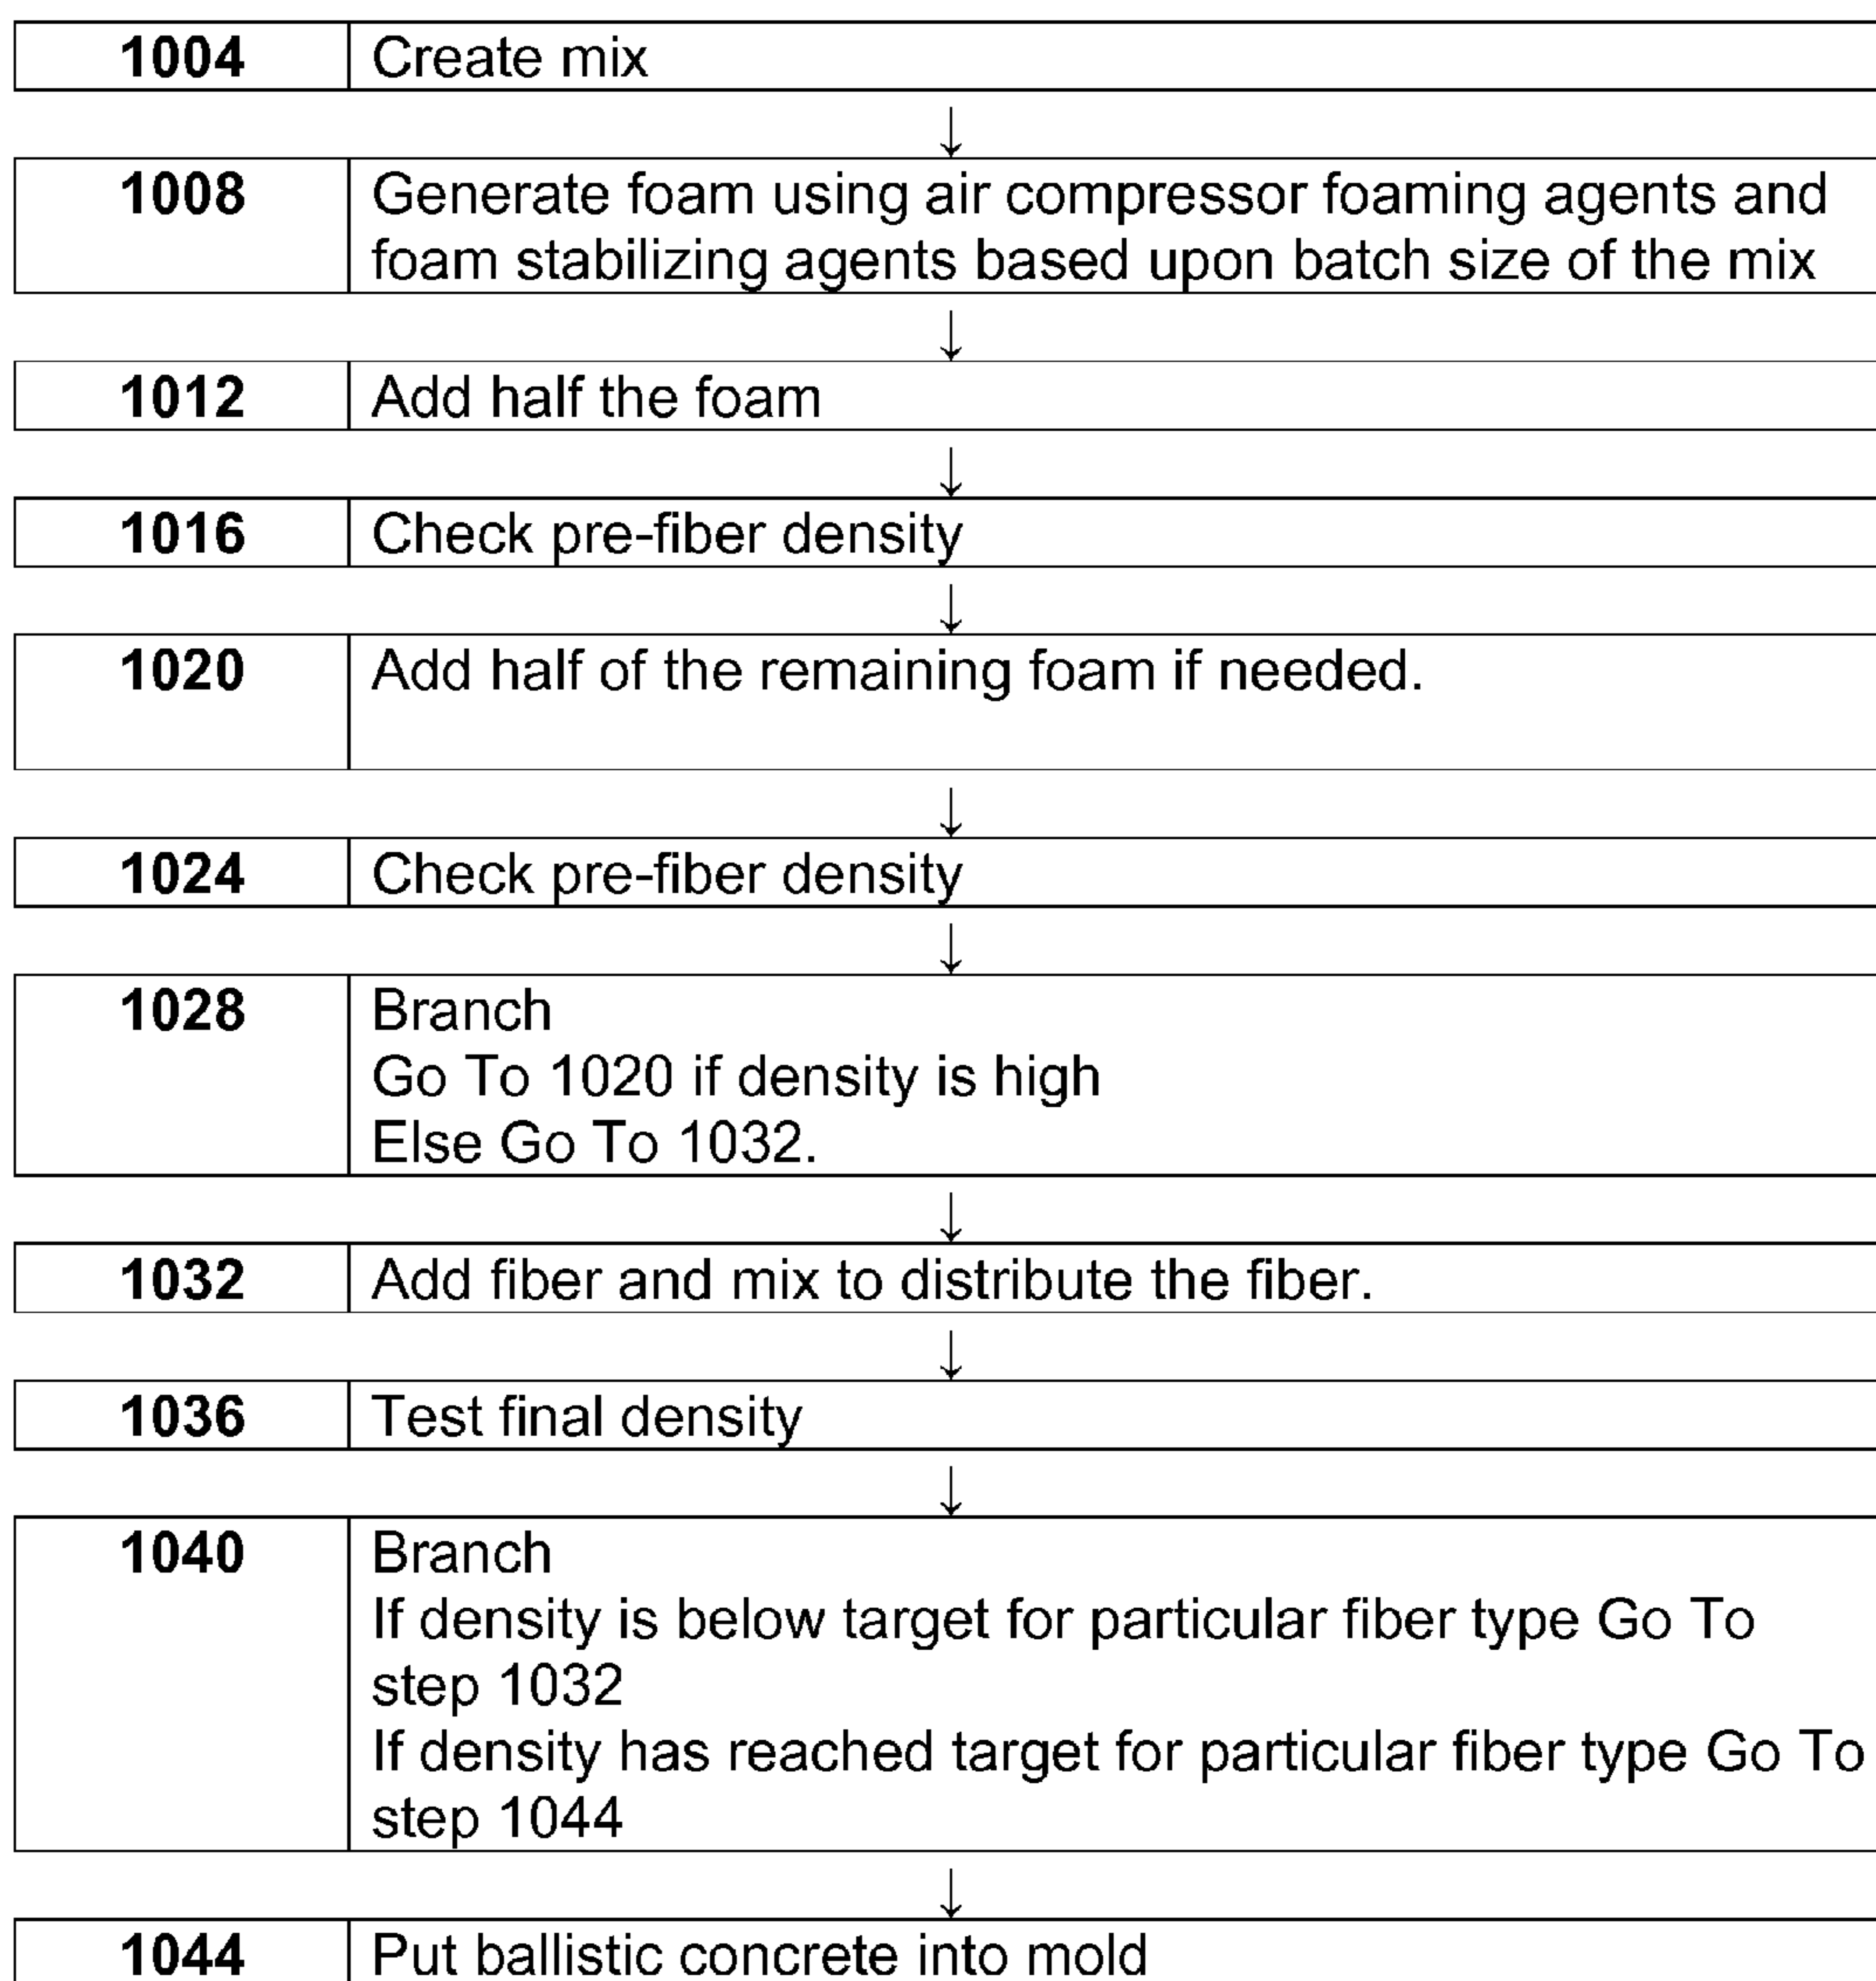 1004 Create mix
↓
1008 Generate foam using air compressor foaming agents and
foam stabilizing agents based upon batch size of the mix
↓
1012 Add half the foam
↓
1016 Check pre-fiber density
↓
1020 Add half of the remaining foam if needed.
↓
1024 Check pre-fiber density
↓
1028 Branch
Go To 1020 if density is high
Else Go To 1032.
↓
1032 Add fiber and mix to distribute the fiber.
↓
1036 Test final density
↓
1040 Branch
If density is below target for particular fiber type Go To
step 1032
If density has reached target for particular fiber type Go To
step 1044
↓
1044 Put ballistic concrete into mold